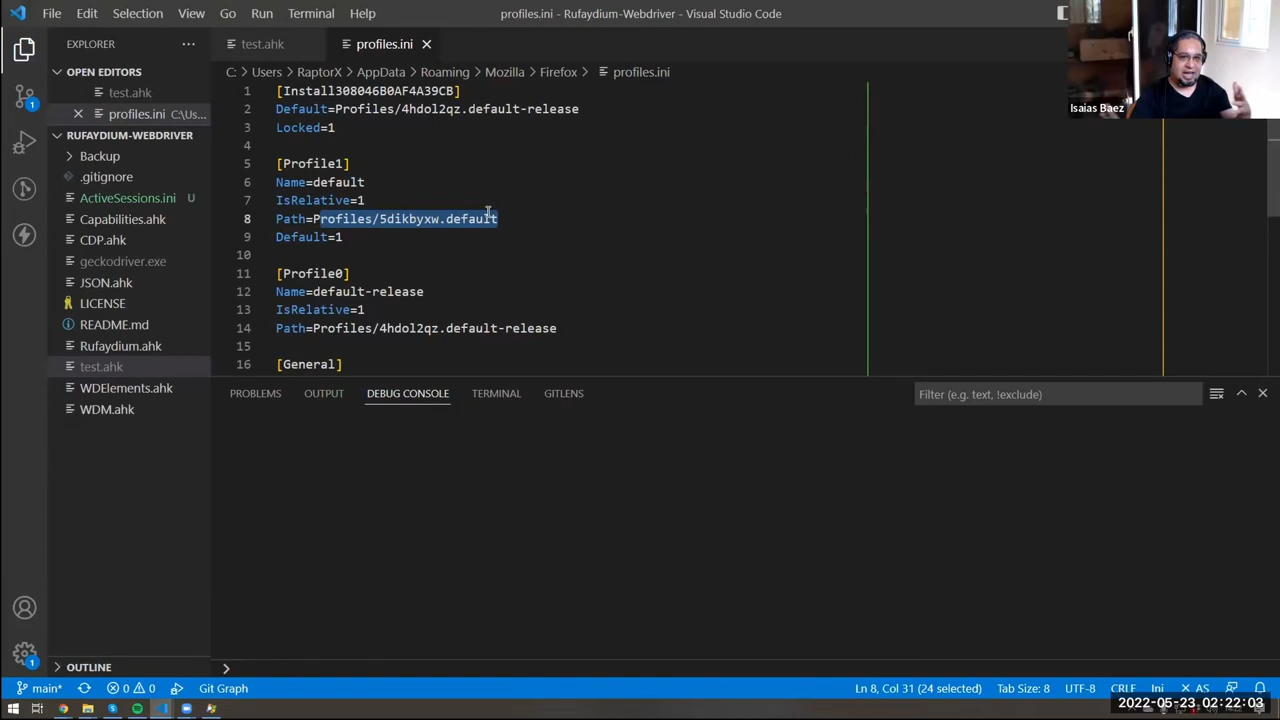 File Edit Selection View Go Run Terminal Help
profiles.ini - Rufaydium-Webdriver - Visual Studio Code
Isaias Baez
EXPLORER
OPEN EDITORS
test.ahk
profiles.ini C:\Us...
RUFAYDIUM-WEBDRIVER
Backup
.gitignore
ActiveSessions.ini U
Capabilities.ahk
CDP.ahk
geckodriver.exe
JSON.ahk
LICENSE
README.md
Rufaydium.ahk
test.ahk
WDElements.ahk
WDM.ahk
OUTLINE
test.ahk profiles.ini
C: > Users > RaptorX > AppData > Roaming > Mozilla > Firefox > profiles.ini
1 [Install308046B0AF4A39CB]
2 Default=Profiles/4hdol2qz.default-release
3 Locked=1
4
5 [Profile1]
6 Name=default
7 IsRelative=1
8 Path=Profiles/5dikbyxw.default
9 Default=1
10
11 [Profile0]
12 Name=default-release
13 IsRelative=1
14 Path=Profiles/4hdol2qz.default-release
15
16 [General]
PROBLEMS OUTPUT DEBUG CONSOLE TERMINAL GITLENS
Filter (e.g. text, !exclude)
1
1
main* 0 0 Git Graph
Ln 8, Col 31 (24 selected) Tab Size: 8 UTF-8 CRLF Ini AS
2022-05-23 02:22:03